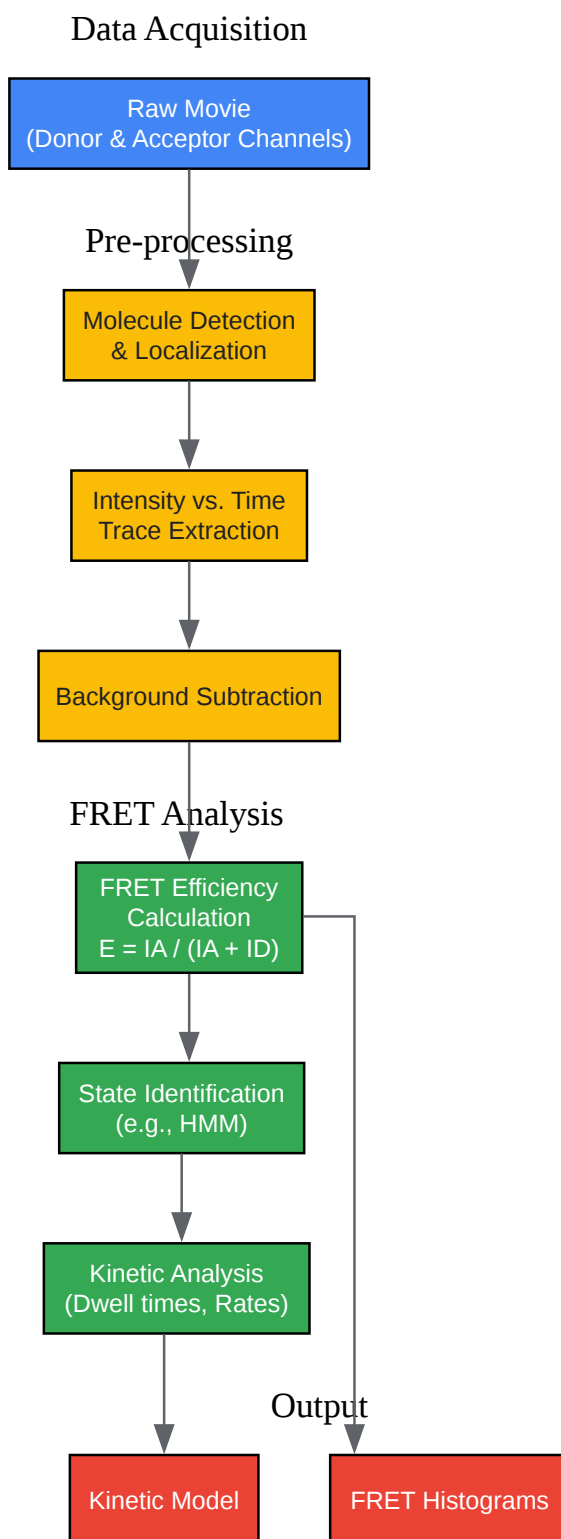 Data Acquisition
Raw Movie
(Donor & Acceptor Channels)
Pre-processing
Molecule Detection
& Localization
Intensity vs. Time
Trace Extraction
Background Subtraction
FRET Analysis
FRET Efficiency
Calculation
E = IA / (IA + ID)
State Identification
(e.g., HMM)
Kinetic Analysis
(Dwell times, Rates)
Output
Kinetic Model
FRET Histograms